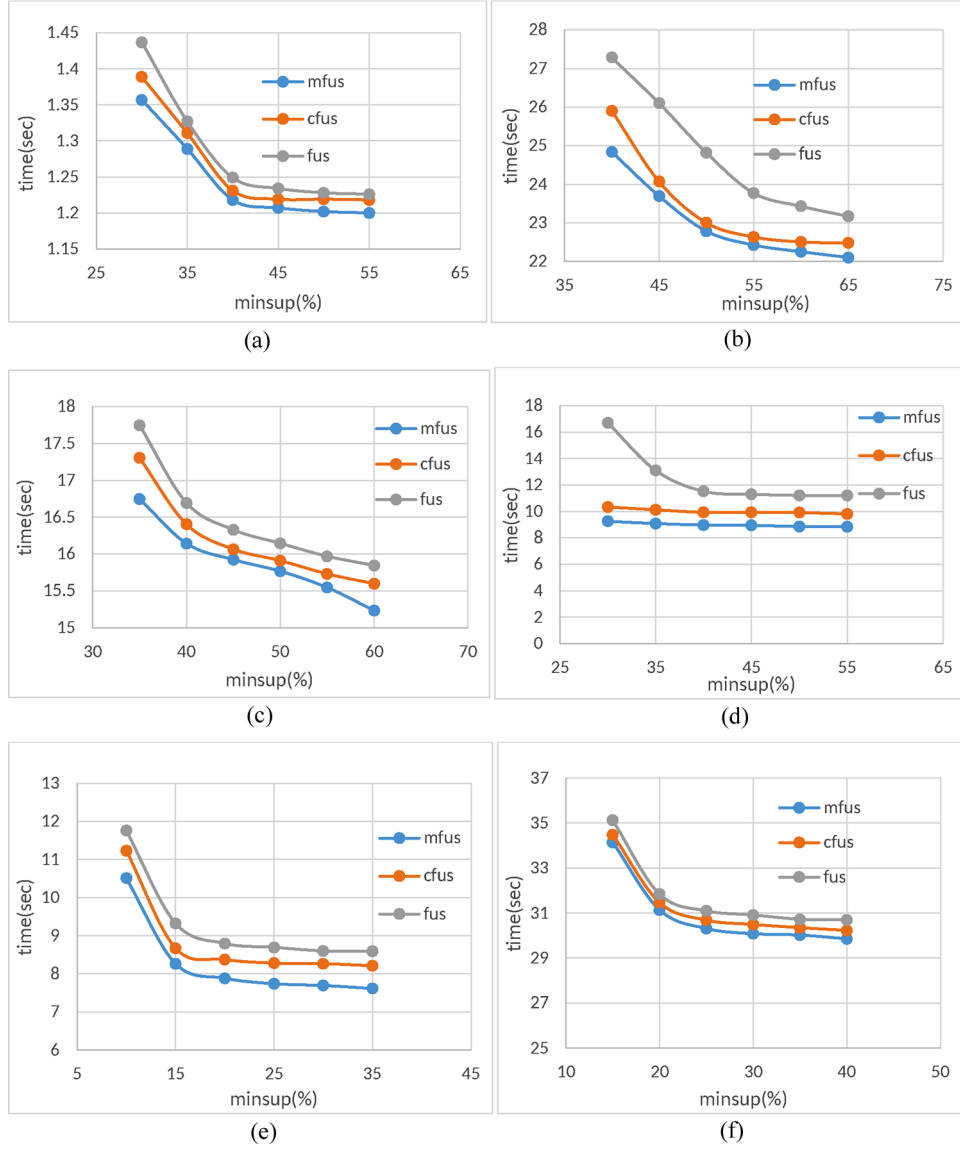 1.45
1.4
1.35
1.3
1.25
1.2
1.15
time(sec)
mfus
cfus
fus
25 35 45 55 65
minsup(%)
(a)
28
27
26
25
24
23
22
time(sec)
mfus
cfus
fus
35 45 55 65 75
minsup(%)
(b)
18
17.5
17
16.5
16
15.5
15
time(sec)
mfus
cfus
fus
30 40 50 60 70
minsup(%)
(c)
18
16
14
12
10
8
6
4
2
0
time(sec)
mfus
cfus
fus
25 35 45 55 65
minsup(%)
(d)
13
12
11
10
9
8
7
6
time(sec)
mfus
cfus
fus
5 15 25 35 45
minsup(%)
(e)
37
35
33
31
29
27
25
time(sec)
mfus
cfus
fus
10 20 30 40 50
minsup(%)
(f)